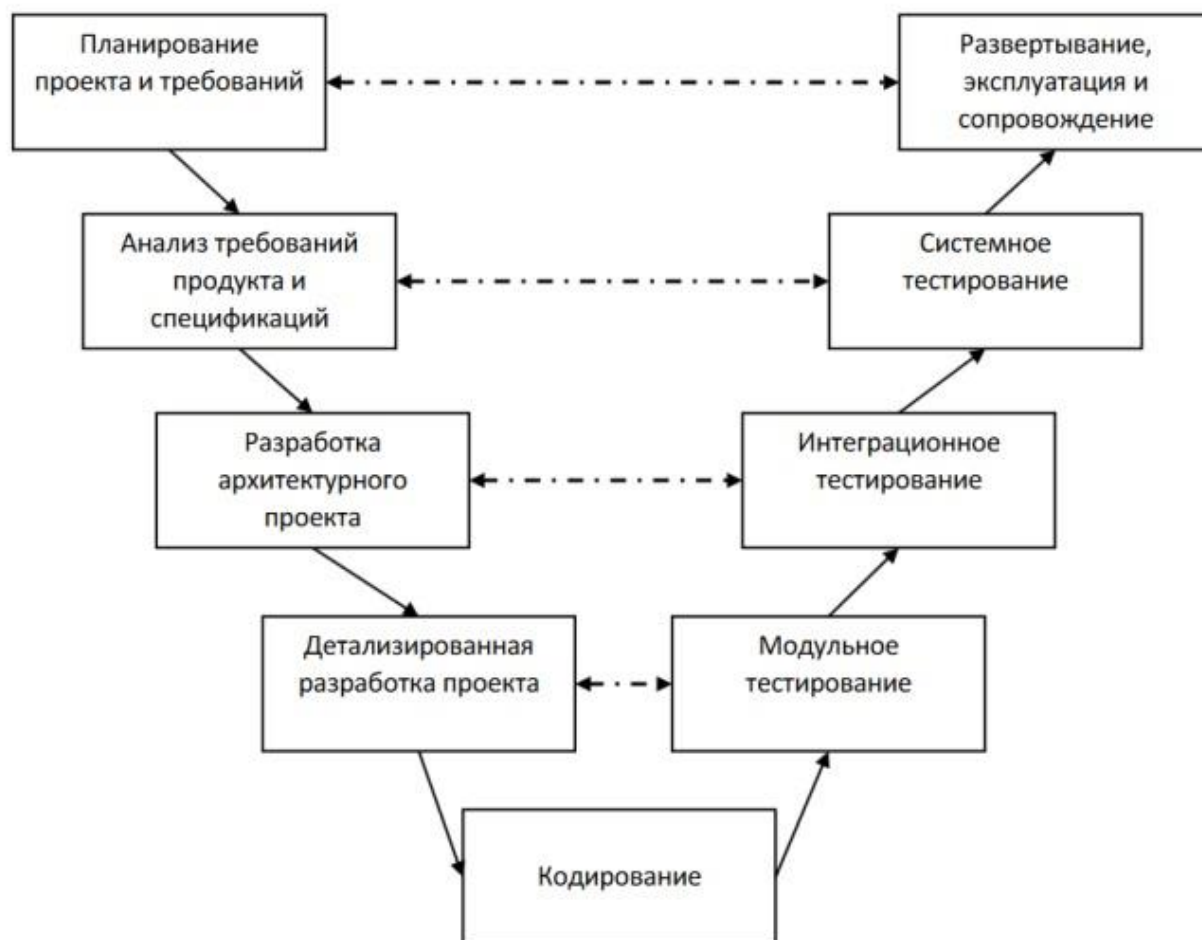 Планирование
проекта и требований
Развертывание,
эксплуатация и
сопровождение
Анализ требований
продукта и
спецификаций
Системное
тестирование
Разработка
архитектурного
проекта
Интеграционное
тестирование
Детализированная
разработка проекта
Модульное
тестирование
Кодирование